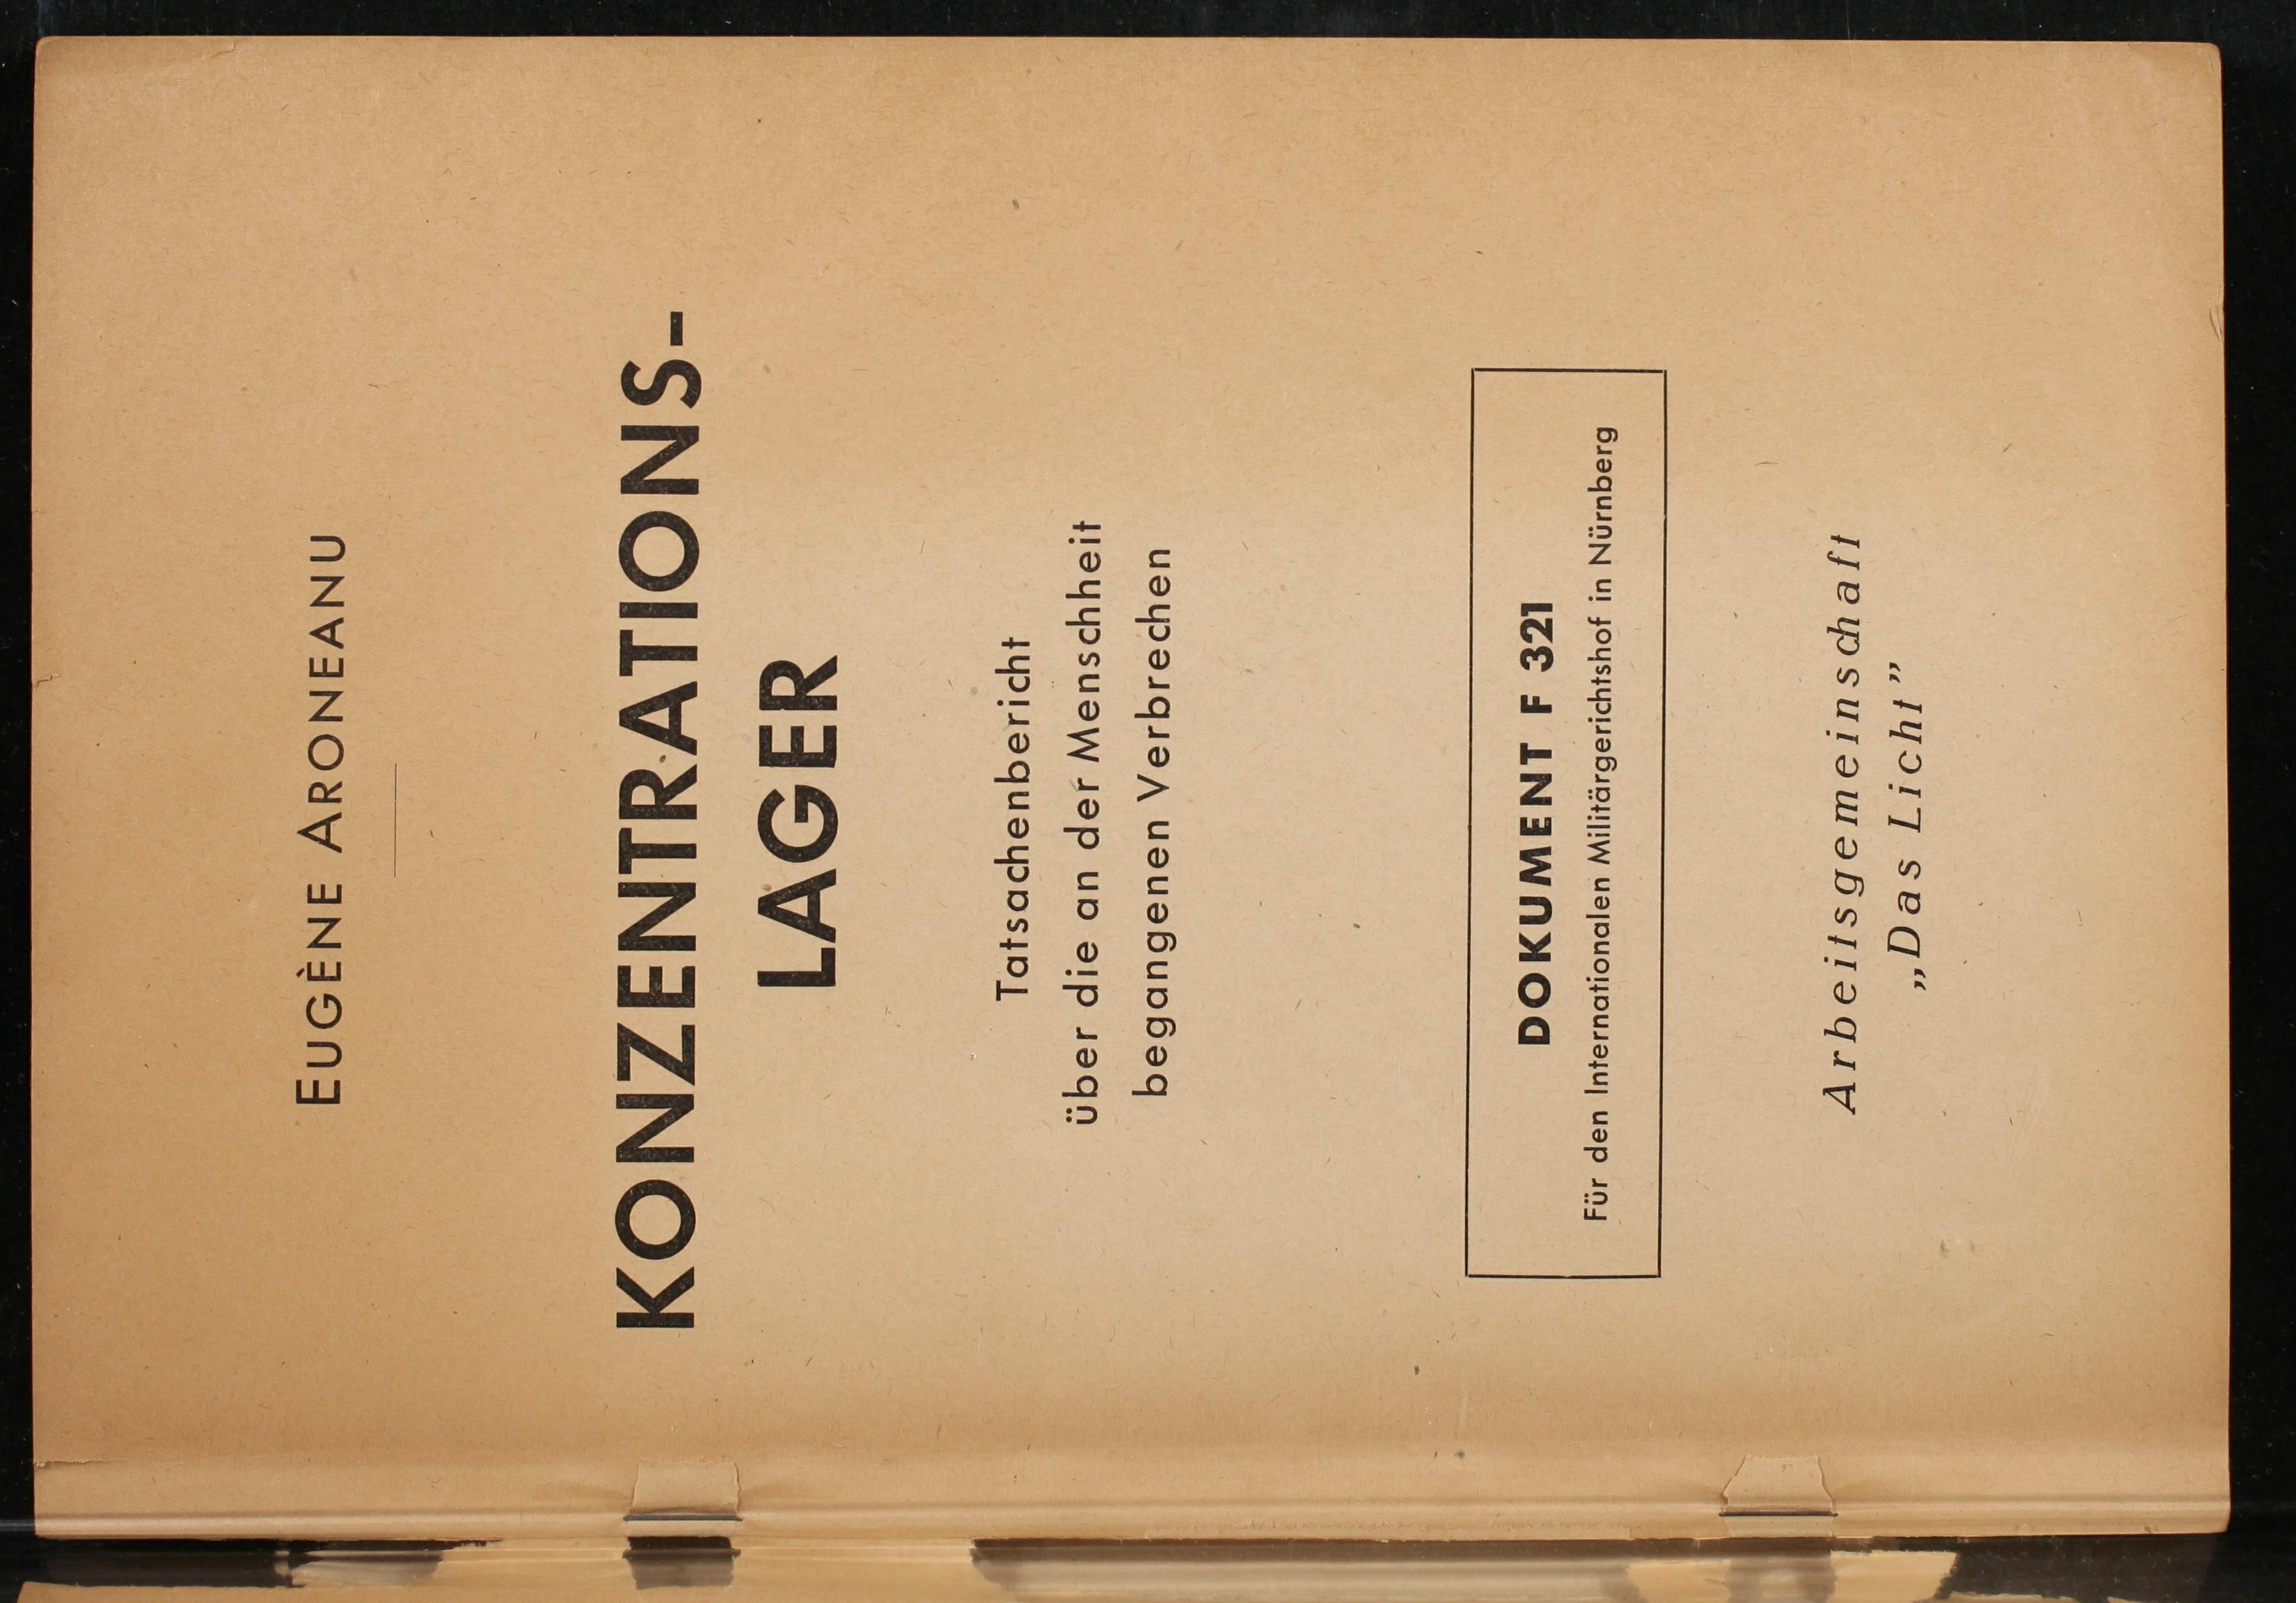 EUGÈNE ARONEANU
KONZENTRATIONS-
LAGER
Tatsachenbericht
über die an der Menschheit
begangenen Verbrechen
DOKUMENT F 321
Für den Internationalen Militärgerichtshof in Nürnberg
Arbeitsgemeinschaft
„Das Licht”